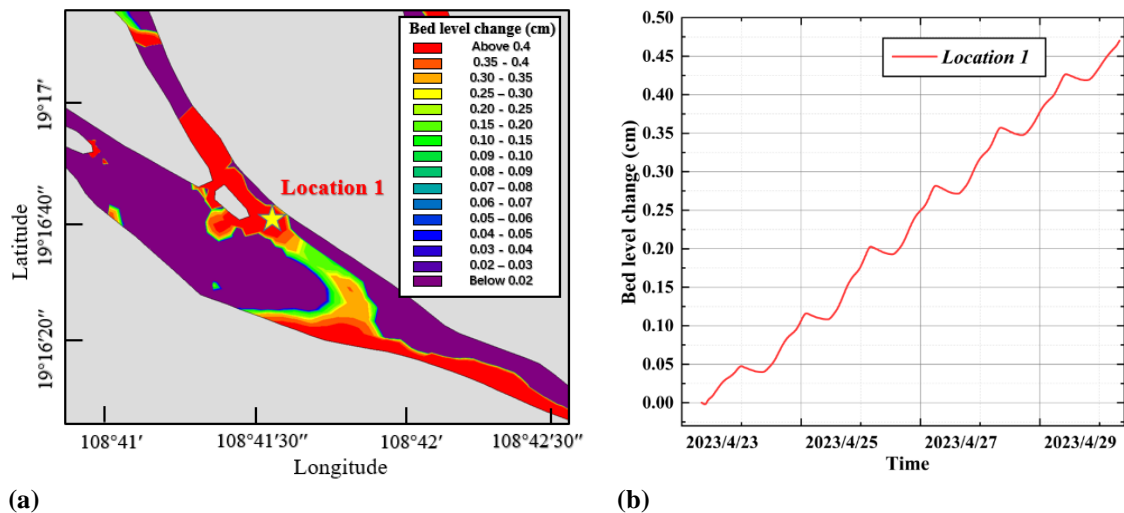 Bed level change (cm)
Above 0.4
0.35 - 0.4
0.30 - 0.35
0.25 – 0.30
0.20 - 0.25
0.15 - 0.20
0.10 - 0.15
0.09 - 0.10
0.08 - 0.09
0.07 - 0.08
0.06 - 0.07
0.05 – 0.06
0.04 - 0.05
0.03 - 0.04
0.02 – 0.03
Below 0.02
Location 1
Latitude
19°17′
19°16′40″
19°16′20″
108°41′
108°41′30″
108°42′
108°42′30″
Longitude
(a)
Bed level change (cm)
0.50
0.45
0.40
0.35
0.30
0.25
0.20
0.15
0.10
0.05
0.00
Location 1
2023/4/23
2023/4/25
2023/4/27
2023/4/29
Time
(b)